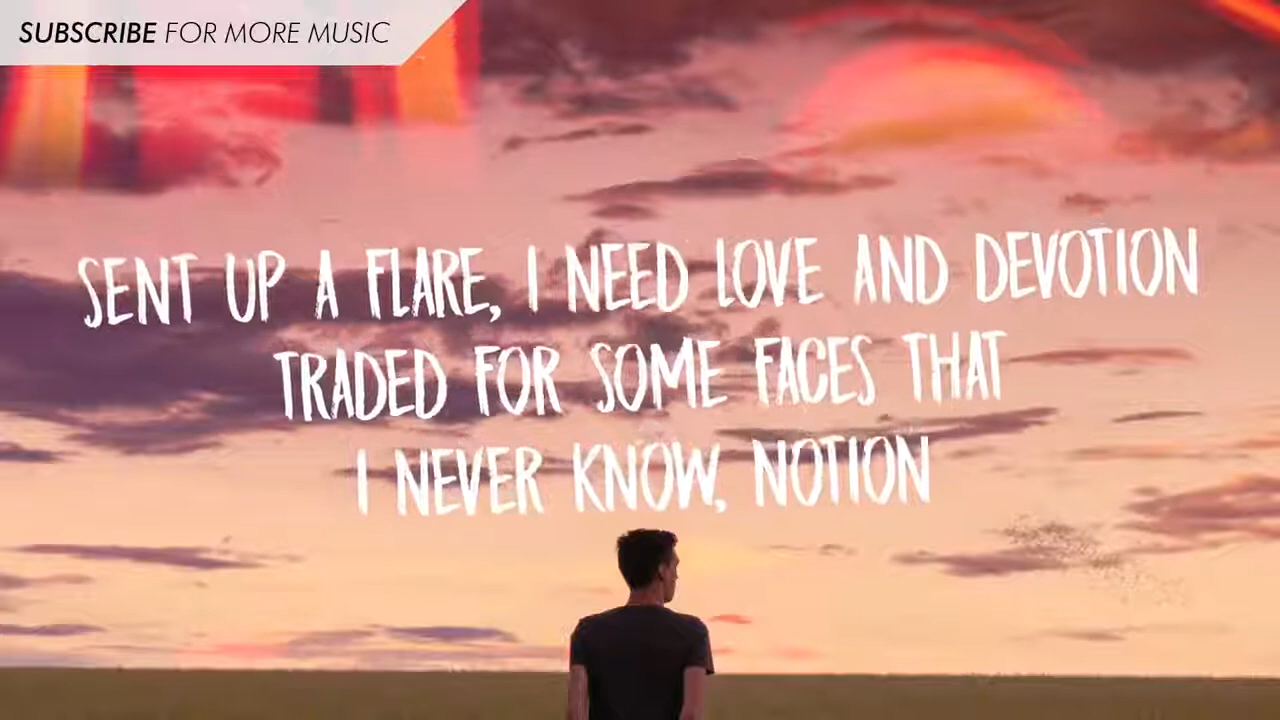 SUBSCRIBE FOR MORE MUSIC
SENT UP A FLARE, I NEED LOVE AND DEVOTION
TRADED FOR SOME FACES THAT
I NEVER KNOW, NOTION